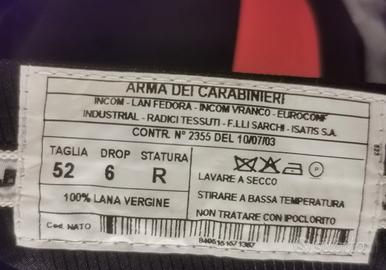 ARMA DEI CARABINIERI
INCOM - LAN FEDORA - INCOM VRANCO - EUROCONF
INDUSTRIAL - RADICI TESSUTI - F.LLI SARCHI - ISATIS S.A.
CONTR. N° 2355 DEL 10/07/03
TAGLIA DROP STATURA
52 6 R
100% LANA VERGINE
LAVARE A SECCO
STIRARE A BASSA TEMPERATURA
NON TRATTARE CON IPOCLORITO
Cod. NATO